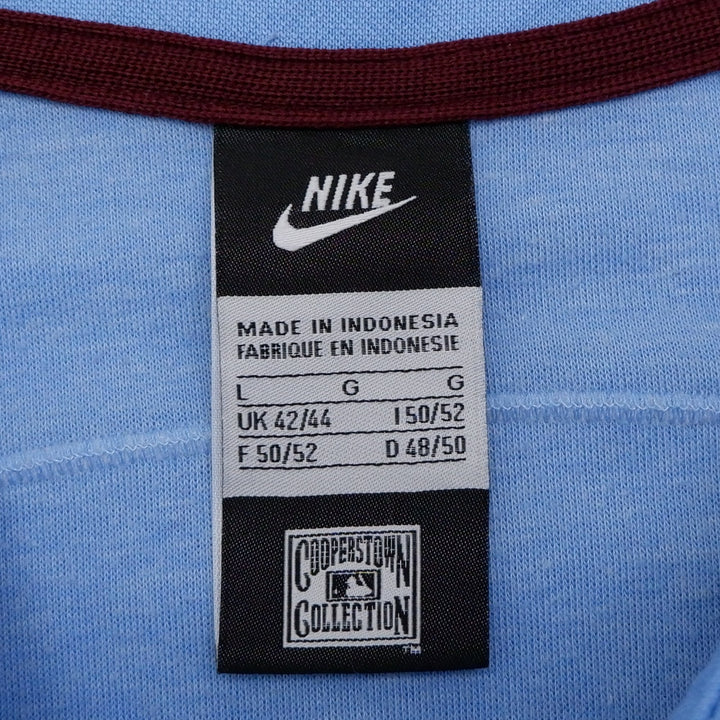 NIKE
MADE IN INDONESIA
FABRIQUE EN INDONESIE
L G G
UK 42/44 I 50/52
F 50/52 D 48/50
COOPERSTOWN
COLLECTION
TM